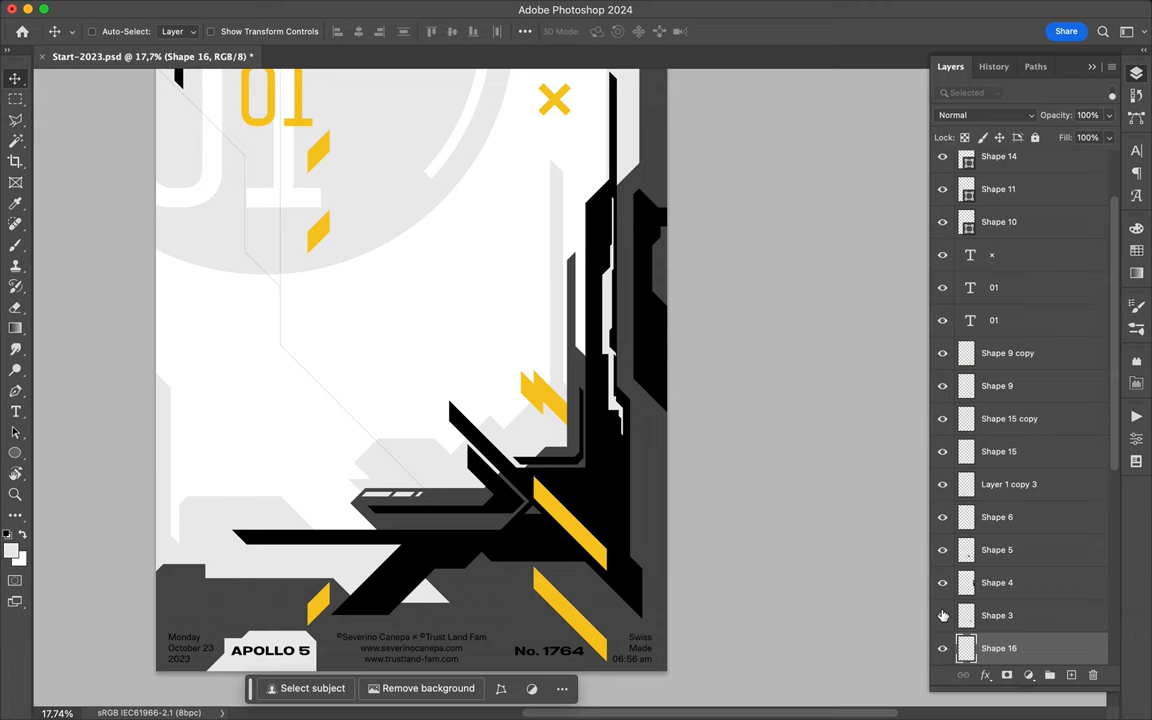 Adobe Photoshop 2024
Auto-Select:
Layer
Show Transform Controls
3D Mode:
Share
Start-2023.psd @ 17,7% (Shape 16, RGB/8) *
Layers
History
Paths
Selected
Normal
Opacity:
100%
Lock:
Fill:
100%
Shape 14
Shape 11
Shape 10
T
×
T
01
T
01
Shape 9 copy
Shape 9
Shape 15 copy
Shape 15
Layer 1 copy 3
Shape 6
Shape 5
Shape 4
Shape 3
Shape 16
01
01
×
Monday
October 23
2023
APOLLO 5
©Severino Canepa × ©Trust Land Fam
www.severinocanepa.com
www.trustland-fam.com
No. 1764
Swiss
Made
06:56 am
Select subject
Remove background
17,74%
sRGB IEC61966-2.1 (8bpc)